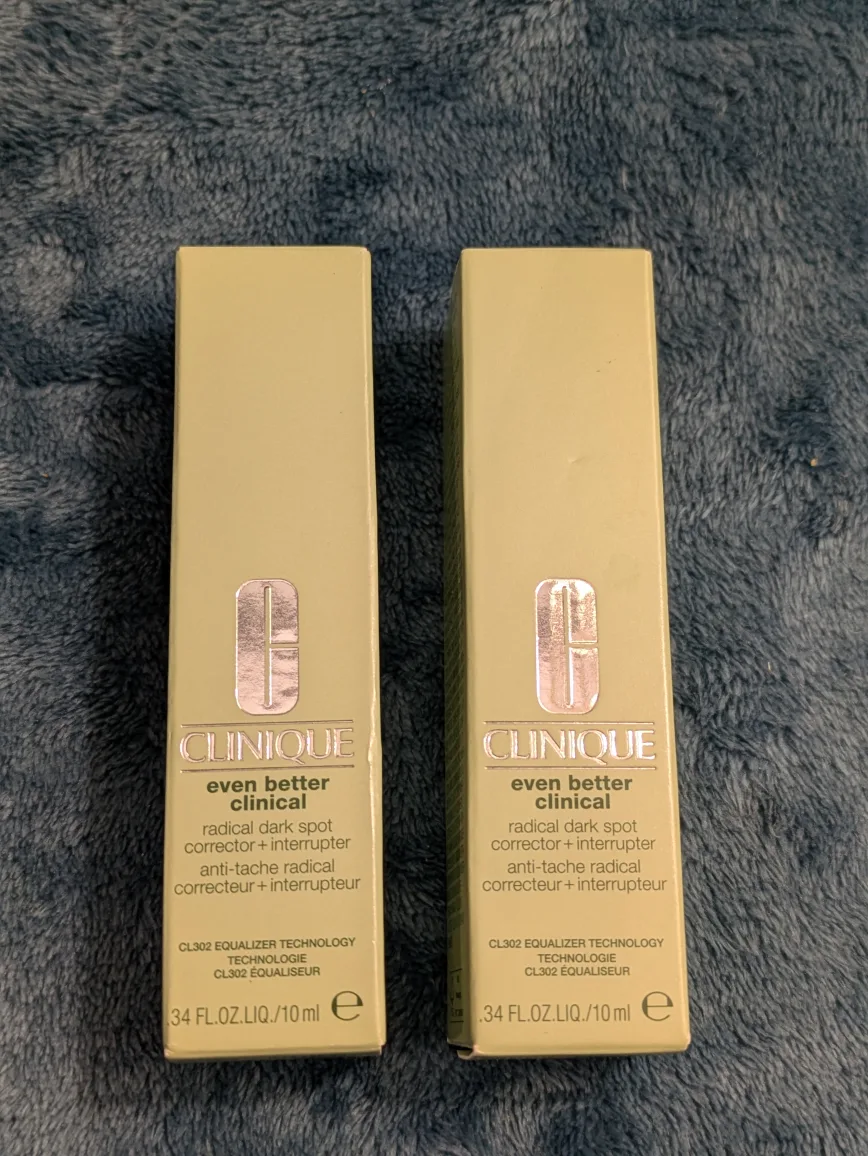 CLINIQUE
even better
clinical
radical dark spot
corrector + interrupter
anti-tache radical
correcteur + interrupteur
CL302 EQUALIZER TECHNOLOGY
TECHNOLOGIE
CL302 ÉQUALISEUR
.34 FL.OZ.LIQ./10 ml e
CLINIQUE
even better
clinical
radical dark spot
corrector + interrupter
anti-tache radical
correcteur + interrupteur
CL302 EQUALIZER TECHNOLOGY
TECHNOLOGIE
CL302 ÉQUALISEUR
.34 FL.OZ.LIQ./10 ml e